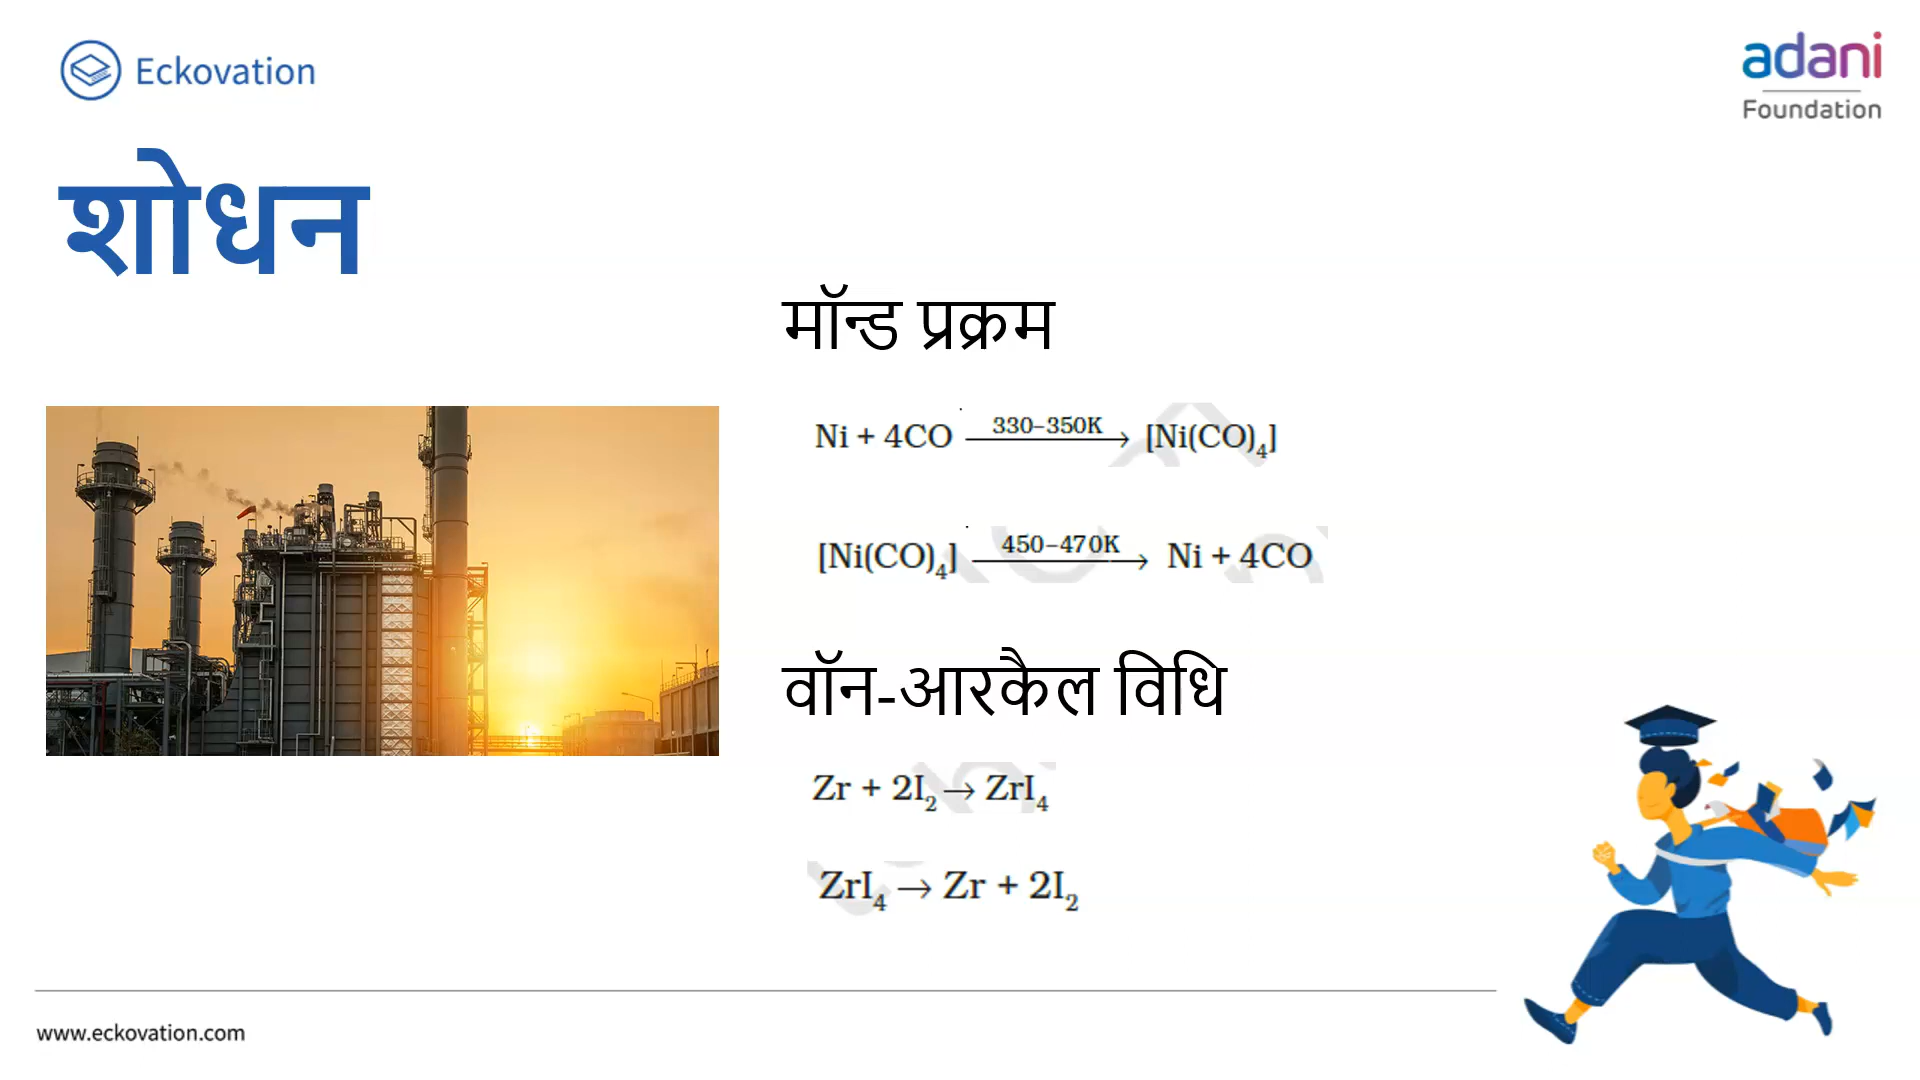 Eckovation
adani
Foundation
शोधन
मॉन्ड प्रक्रम
Ni + 4CO 330–350K → [Ni(CO)₄]
[Ni(CO)₄] 450–470K → Ni + 4CO
वॉन-आरकैल विधि
Zr + 2I₂ → ZrI₄
ZrI₄ → Zr + 2I₂
www.eckovation.com